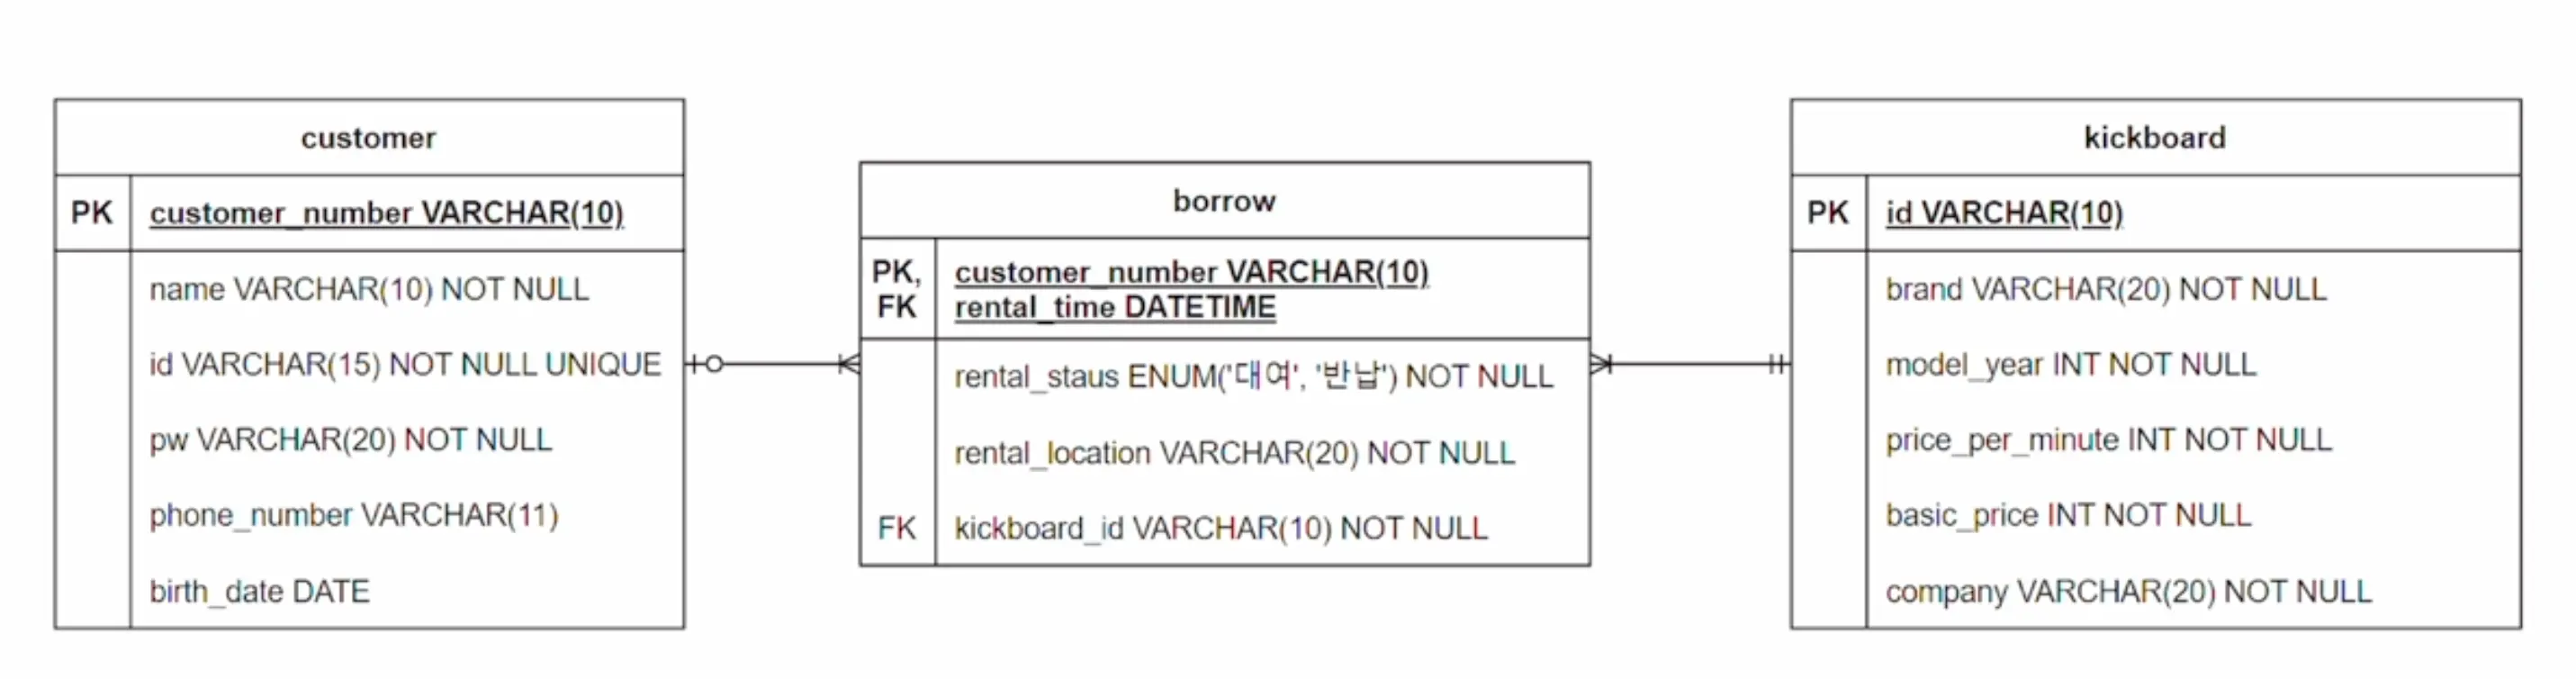 customer
PK customer_number VARCHAR(10)
name VARCHAR(10) NOT NULL
id VARCHAR(15) NOT NULL UNIQUE
pw VARCHAR(20) NOT NULL
phone_number VARCHAR(11)
birth_date DATE
borrow
PK, customer_number VARCHAR(10)
FK rental_time DATETIME
rental_staus ENUM('대여', '반납') NOT NULL
rental_location VARCHAR(20) NOT NULL
FK kickboard_id VARCHAR(10) NOT NULL
kickboard
PK id VARCHAR(10)
brand VARCHAR(20) NOT NULL
model_year INT NOT NULL
price_per_minute INT NOT NULL
basic_price INT NOT NULL
company VARCHAR(20) NOT NULL